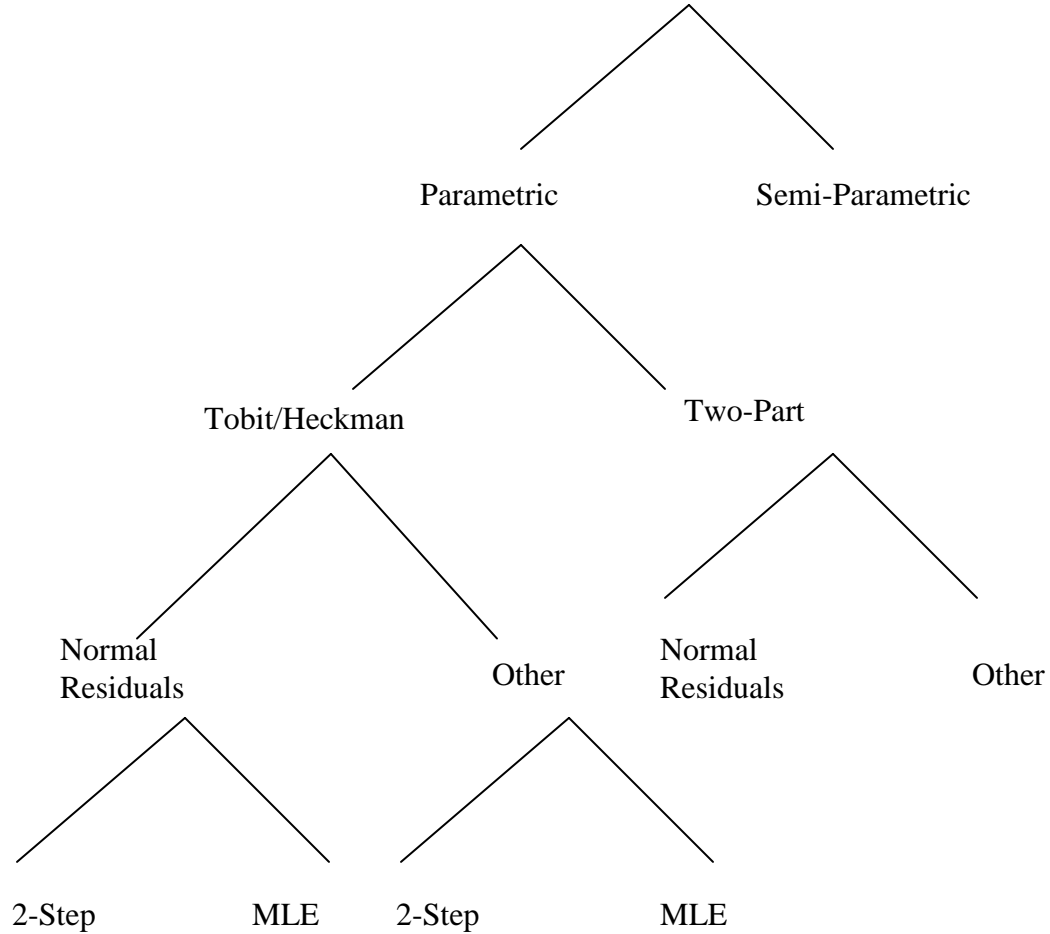 Parametric
Semi-Parametric
Tobit/Heckman
Two-Part
Normal
Residuals
Other
Normal
Residuals
Other
2-Step
MLE
2-Step
MLE